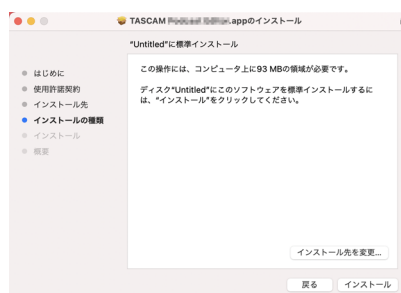 TASCAM .appのインストール
"Untitled"に標準インストール
はじめに
使用許諾契約
インストール先
インストールの種類
インストール
概要
この操作には、コンピュータ上に93 MBの領域が必要です。
ディスク"Untitled"にこのソフトウェアを標準インストールするに
は、"インストール"をクリックしてください。
インストール先を変更...
戻る
インストール